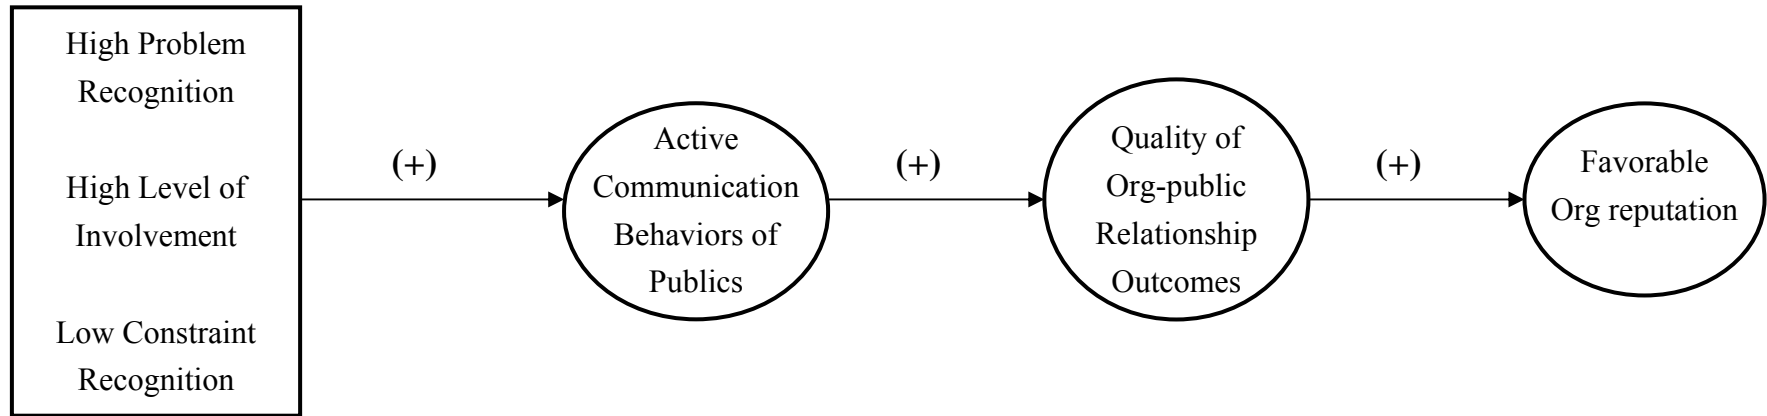 High Problem
Recognition
High Level of
Involvement
Low Constraint
Recognition
(+)
Active
Communication
Behaviors of
Publics
(+)
Quality of
Org-public
Relationship
Outcomes
(+)
Favorable
Org reputation